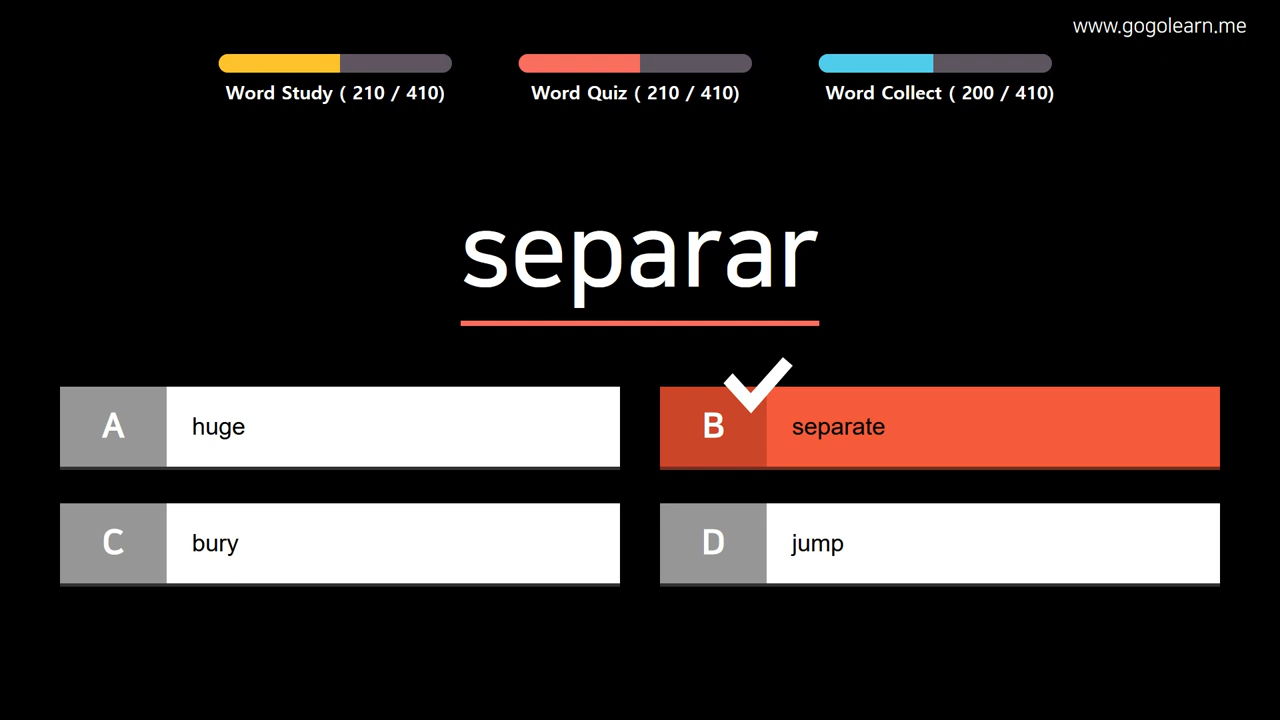 www.gogolearn.me
Word Study ( 210 / 410)
Word Quiz ( 210 / 410)
Word Collect ( 200 / 410)
separar
A huge
B separate
C bury
D jump